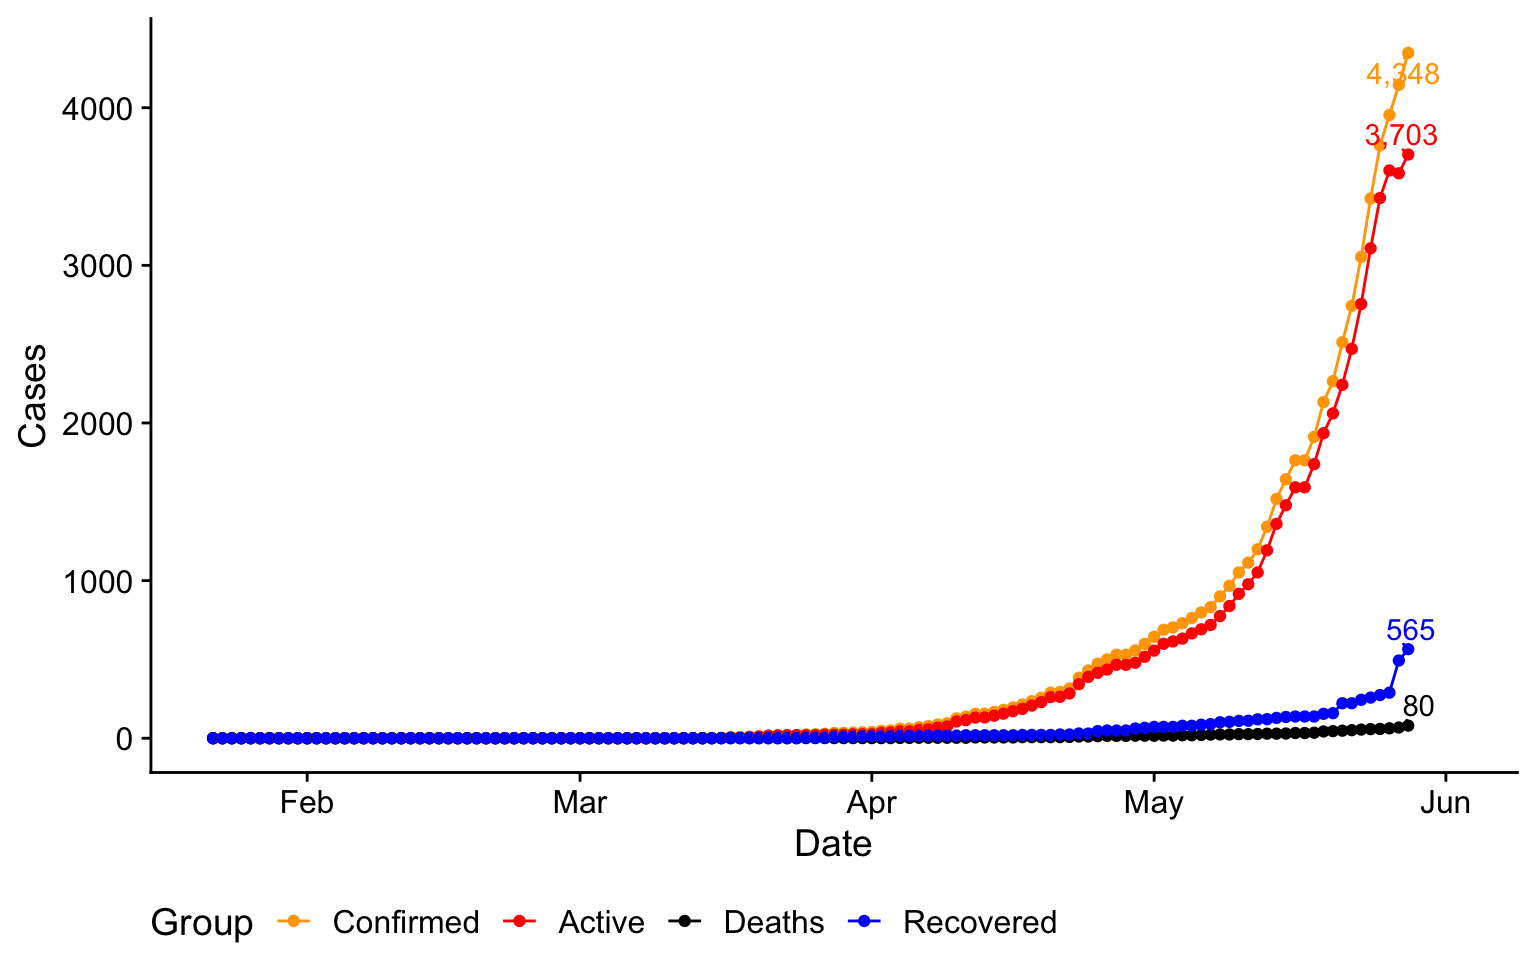 4,348
4000
3,703
3000
Cases
2000
1000
565
80
0
Feb Mar Apr May Jun
Date
Group Confirmed Active Deaths Recovered